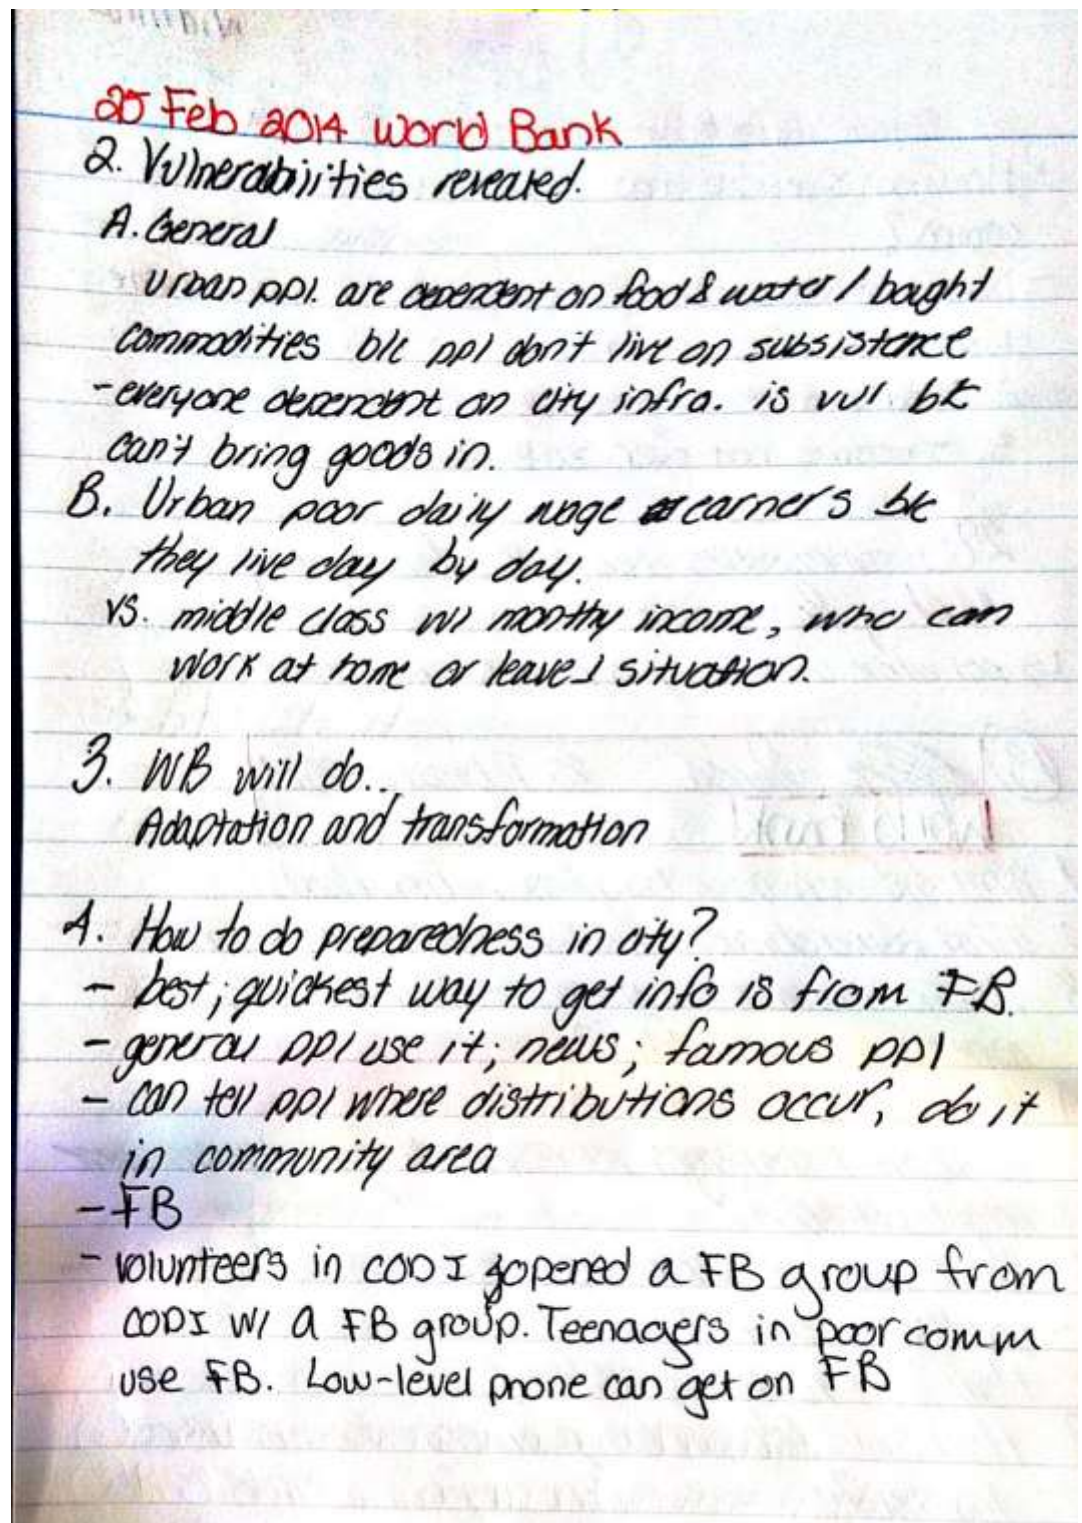 25 Feb 2014 World Bank
2. Vulnerabilities revealed.
A. General
Urban ppl. are dependent on food & water / bought
commodities b/c ppl don't live on subsistence
- everyone dependent on city infra. is vul bc
can't bring goods in.
B. Urban poor daily wage earners bc
they live day by day.
vs. middle class w/ monthly income, who can
work at home or leave situation.
3. WB will do..
Adaptation and transformation
4. How to do preparedness in city?
- best; quickest way to get info is from FB.
- general ppl use it; news; famous ppl
- can tell ppl where distributions occur, do it
in community area
- FB
- volunteers in CODI opened a FB group from
CODI w/ a FB group. Teenagers in poor comm
use FB. Low-level phone can get on FB